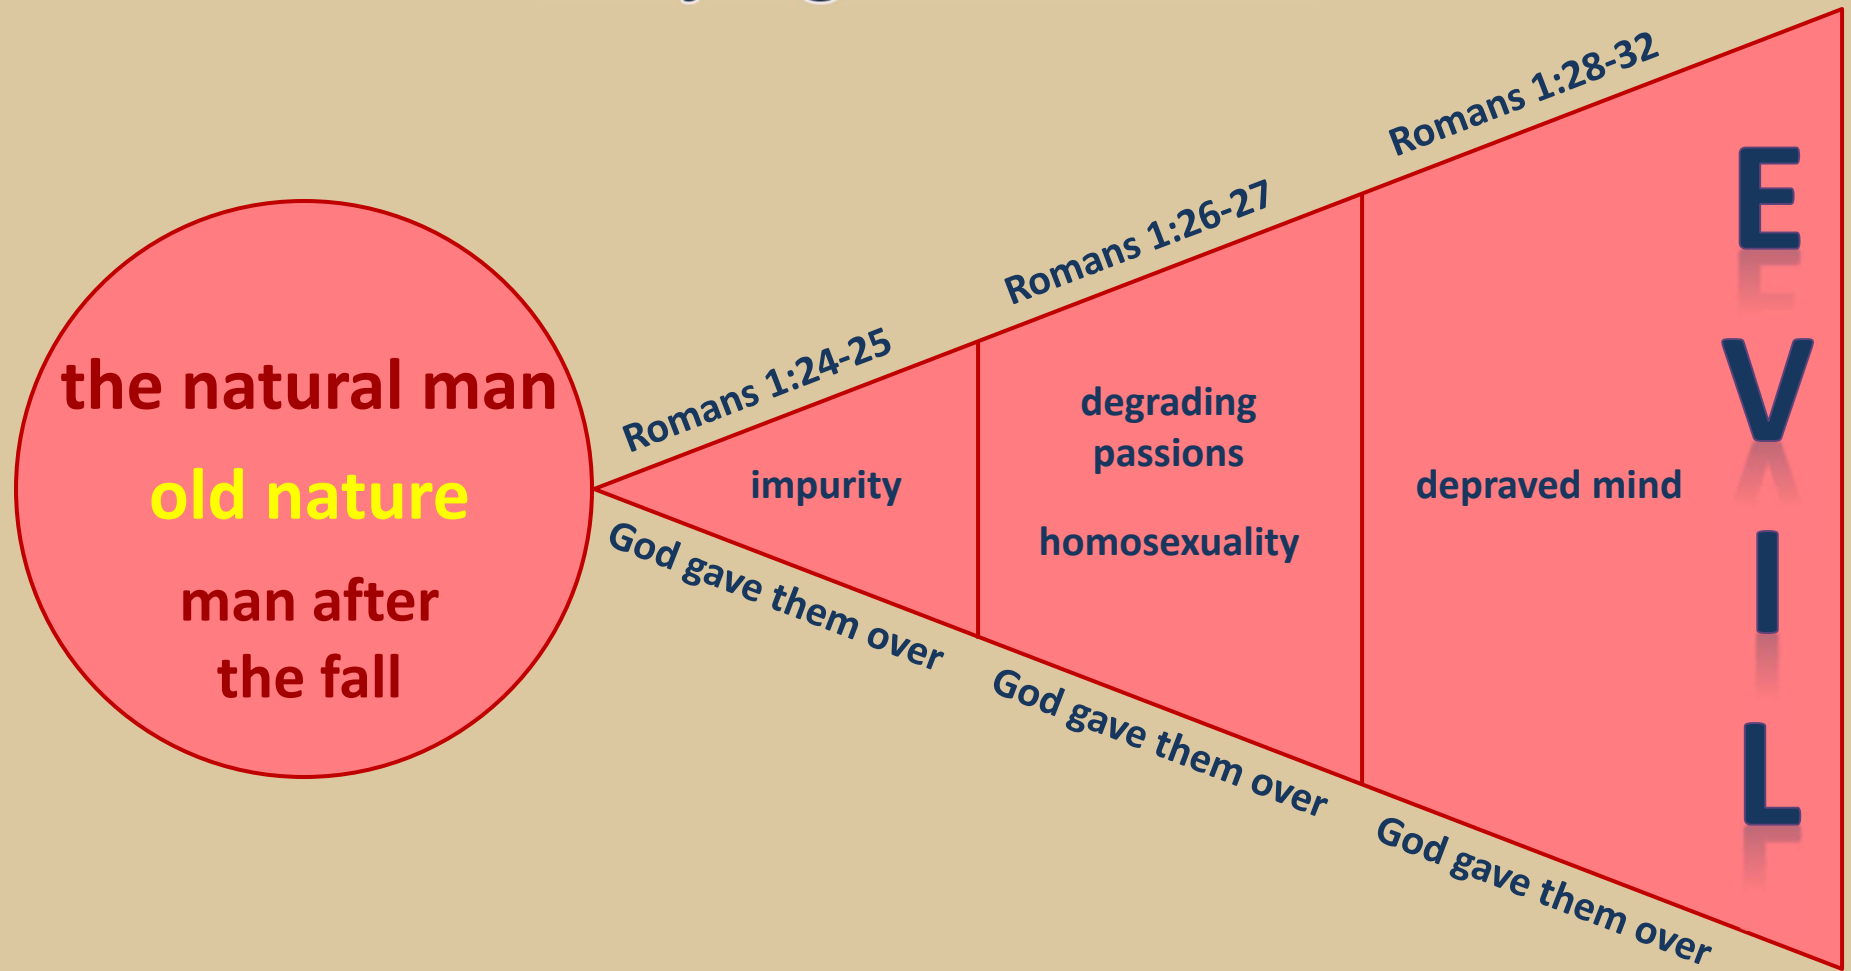 the natural man
old nature
man after
the fall
Romans 1:24-25
impurity
God gave them over
Romans 1:26-27
degrading
passions
homosexuality
God gave them over
Romans 1:28-32
depraved mind
God gave them over
E
V
I
L